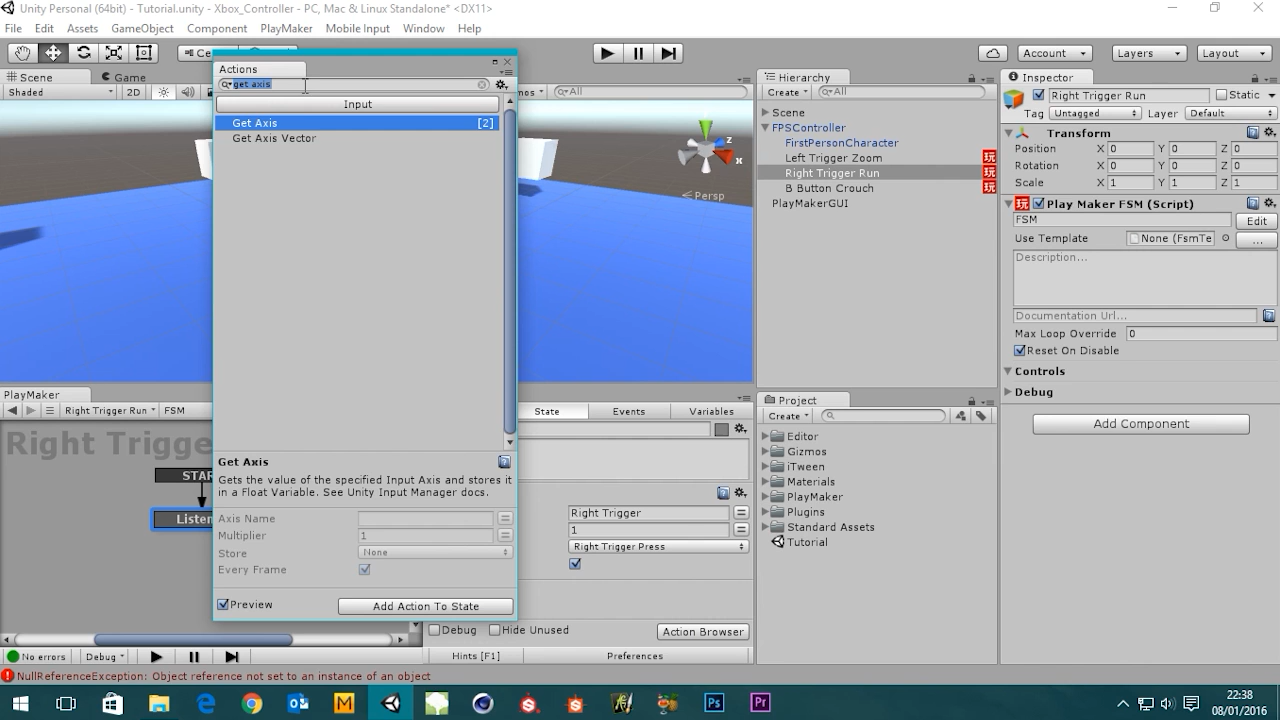 Unity Personal (64bit) - Tutorial.unity - Xbox_Controller - PC, Mac & Linux Standalone* <DX11>
File Edit Assets GameObject Component PlayMaker Mobile Input Window Help
Ce
Account Layers Layout
Scene Game
Shaded 2D
mos All
Actions
get axis
Input
Get Axis [2]
Get Axis Vector
z
x
Persp
Get Axis
Gets the value of the specified Input Axis and stores it
in a Float Variable. See Unity Input Manager docs.
Axis Name
Multiplier 1
Store None
Every Frame
Preview Add Action To State
Hierarchy
Create All
Scene
FPSController
FirstPersonCharacter
Left Trigger Zoom
Right Trigger Run
B Button Crouch
PlayMakerGUI
Project
Create
Editor
Gizmos
iTween
Materials
PlayMaker
Plugins
Standard Assets
Tutorial
Inspector
Right Trigger Run Static
Tag Untagged Layer Default
Transform
Position X 0 Y 0 Z 0
Rotation X 0 Y 0 Z 0
Scale X 1 Y 1 Z 1
Play Maker FSM (Script)
FSM Edit
Use Template None (FsmTe ...
Description...
Documentation Url...
Max Loop Override 0
Reset On Disable
Controls
Debug
Add Component
PlayMaker
Right Trigger Run FSM
Right Trigge
STAR
Listen
State Events Variables
Right Trigger
1
Right Trigger Press
Debug Hide Unused Action Browser
No errors Debug Hints [F1] Preferences
NullReferenceException: Object reference not set to an instance of an object
22:38
08/01/2016